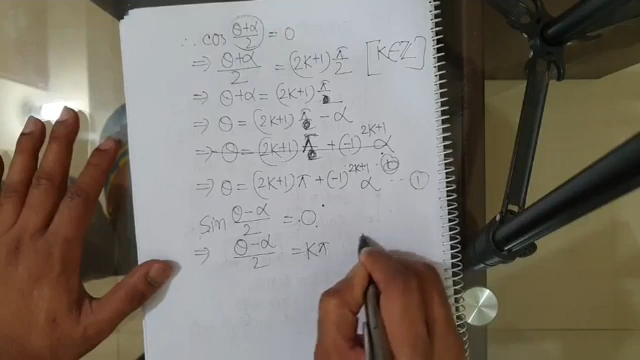 ∴ cos (θ+α)/2 = 0
⇒ (θ+α)/2 = (2K+1) π/2 [K∈Z]
⇒ θ+α = (2K+1) π
⇒ θ = (2K+1) π - α
⇒ θ = (2K+1) π + (-1)^(2K+1) α
⇒ θ = (2K+1) π + (-1)^(2K+1) α ... ①
Sin (θ-α)/2 = 0
⇒ (θ-α)/2 = Kπ